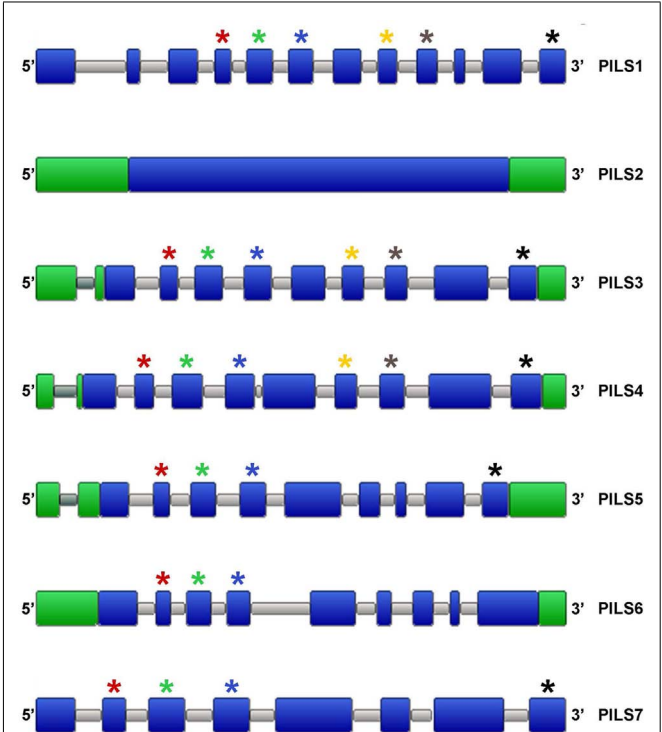 5' 3' PILS1
5' 3' PILS2
5' 3' PILS3
5' 3' PILS4
5' 3' PILS5
5' 3' PILS6
5' 3' PILS7